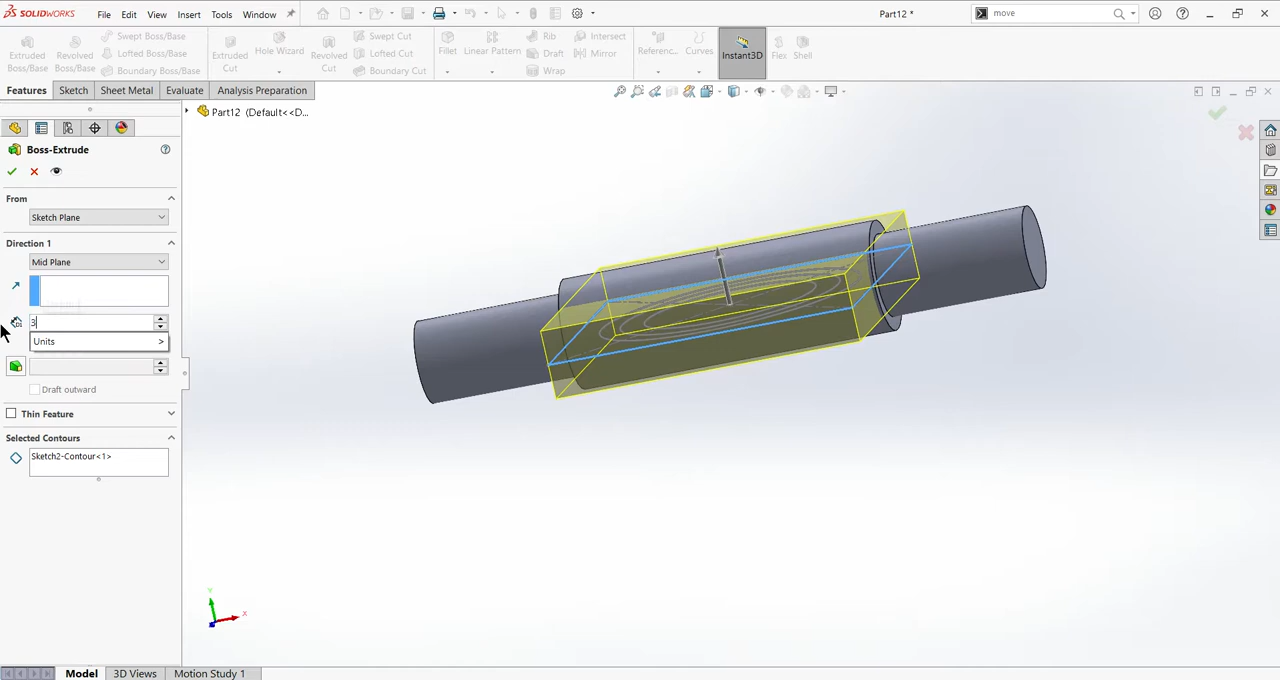 SOLIDWORKS
File Edit View Insert Tools Window
Part12 *
move
Extruded Boss/Base
Revolved Boss/Base
Swept Boss/Base
Lofted Boss/Base
Boundary Boss/Base
Extruded Cut
Hole Wizard
Revolved Cut
Swept Cut
Lofted Cut
Boundary Cut
Fillet
Linear Pattern
Rib
Draft
Shell
Intersect
Mirror
Wrap
Referenc...
Curves
Instant3D
Flex
Features Sketch Sheet Metal Evaluate Analysis Preparation
Part12 (Default<<D...
Boss-Extrude
From
Sketch Plane
Direction 1
Mid Plane
3
Units >
Draft outward
Thin Feature
Selected Contours
Sketch2-Contour<1>
Y
X
Model 3D Views Motion Study 1